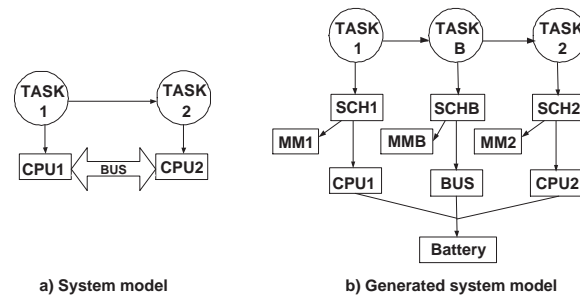 TASK
1
TASK
2
CPU1
BUS
CPU2
a) System model
TASK
1
TASK
B
TASK
2
SCH1
SCHB
SCH2
MM1
MMB
MM2
CPU1
BUS
CPU2
Battery
b) Generated system model